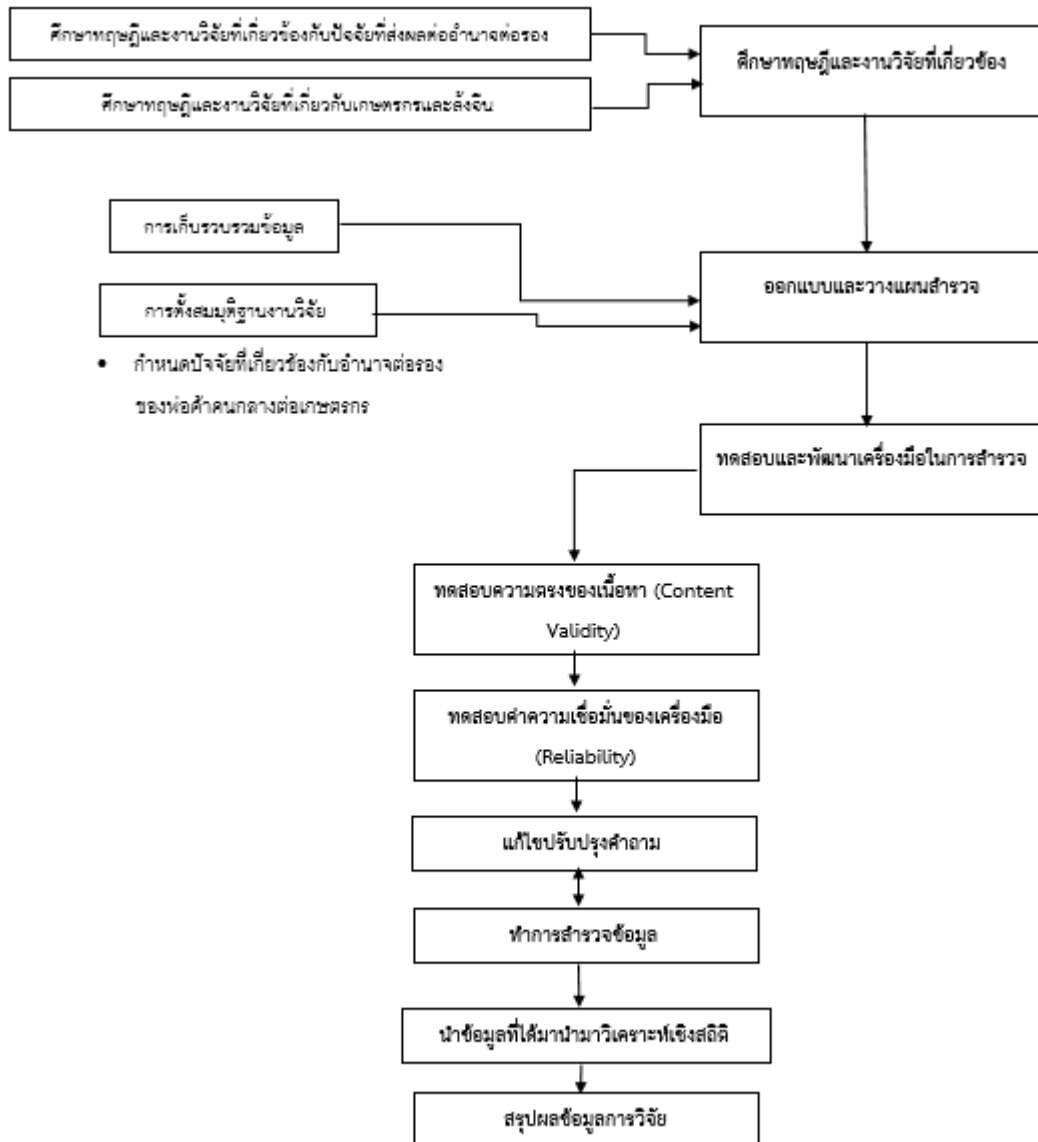 ศึกษาทฤษฎีและงานวิจัยที่เกี่ยวข้องกับปัจจัยที่ส่งผลต่ออำนาจต่อรอง
ศึกษาทฤษฎีและงานวิจัยที่เกี่ยวข้อง
ศึกษาทฤษฎีและงานวิจัยที่เกี่ยวกับเกษตรกรและล้งจีน
การเก็บรวบรวมข้อมูล
ออกแบบและวางแผนสำรวจ
การตั้งสมมุติฐานงานวิจัย
• กำหนดปัจจัยที่เกี่ยวข้องกับอำนาจต่อรอง
ของพ่อค้าคนกลางต่อเกษตรกร
ทดสอบและพัฒนาเครื่องมือในการสำรวจ
ทดสอบความตรงของเนื้อหา (Content
Validity)
ทดสอบค่าความเชื่อมั่นของเครื่องมือ
(Reliability)
แก้ไขปรับปรุงคำถาม
ทำการสำรวจข้อมูล
นำข้อมูลที่ได้มานำมาวิเคราะห์เชิงสถิติ
สรุปผลข้อมูลการวิจัย